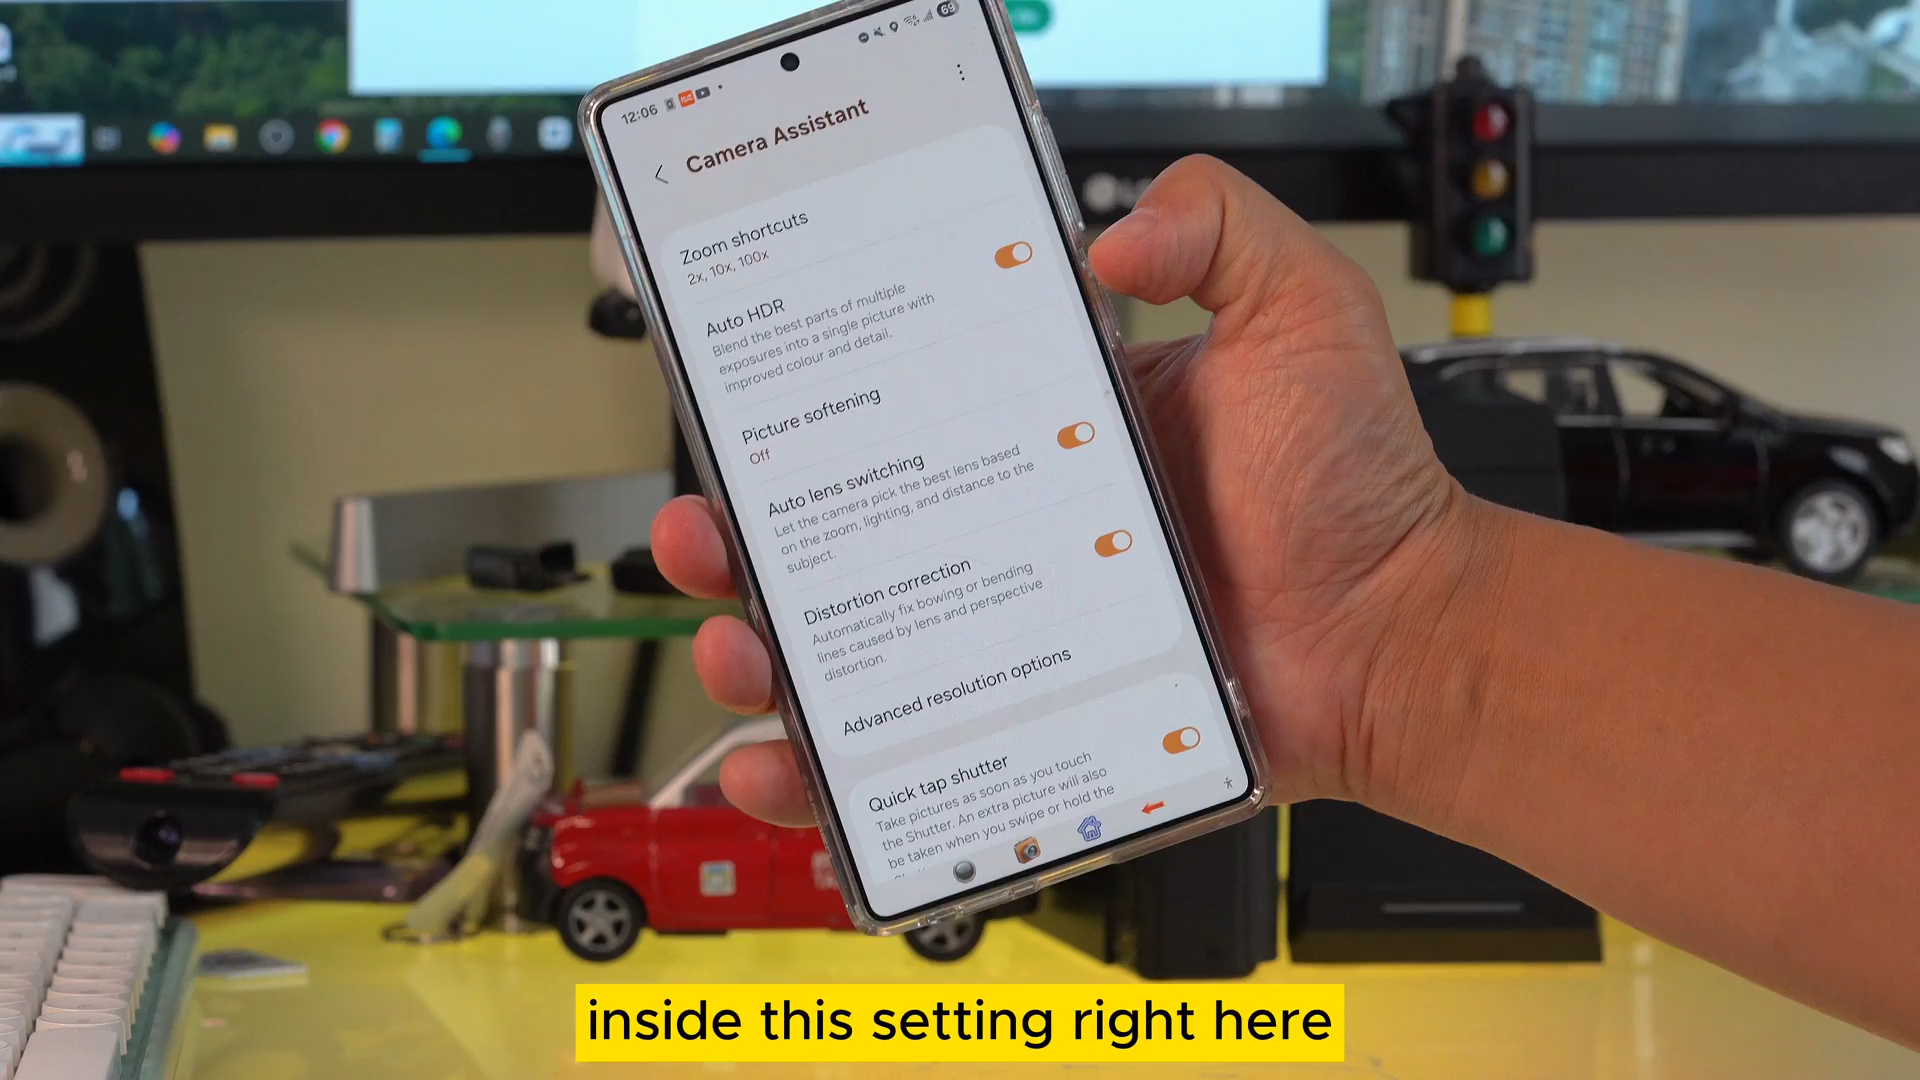 12:06
69
Camera Assistant
Zoom shortcuts
2x, 10x, 100x
Auto HDR
Blend the best parts of multiple
exposures into a single picture with
improved colour and detail.
Picture softening
Off
Auto lens switching
Let the camera pick the best lens based
on the zoom, lighting, and distance to the
subject.
Distortion correction
Automatically fix bowing or bending
lines caused by lens and perspective
distortion.
Advanced resolution options
Quick tap shutter
Take pictures as soon as you touch
the Shutter. An extra picture will also
be taken when you swipe or hold the
inside this setting right here